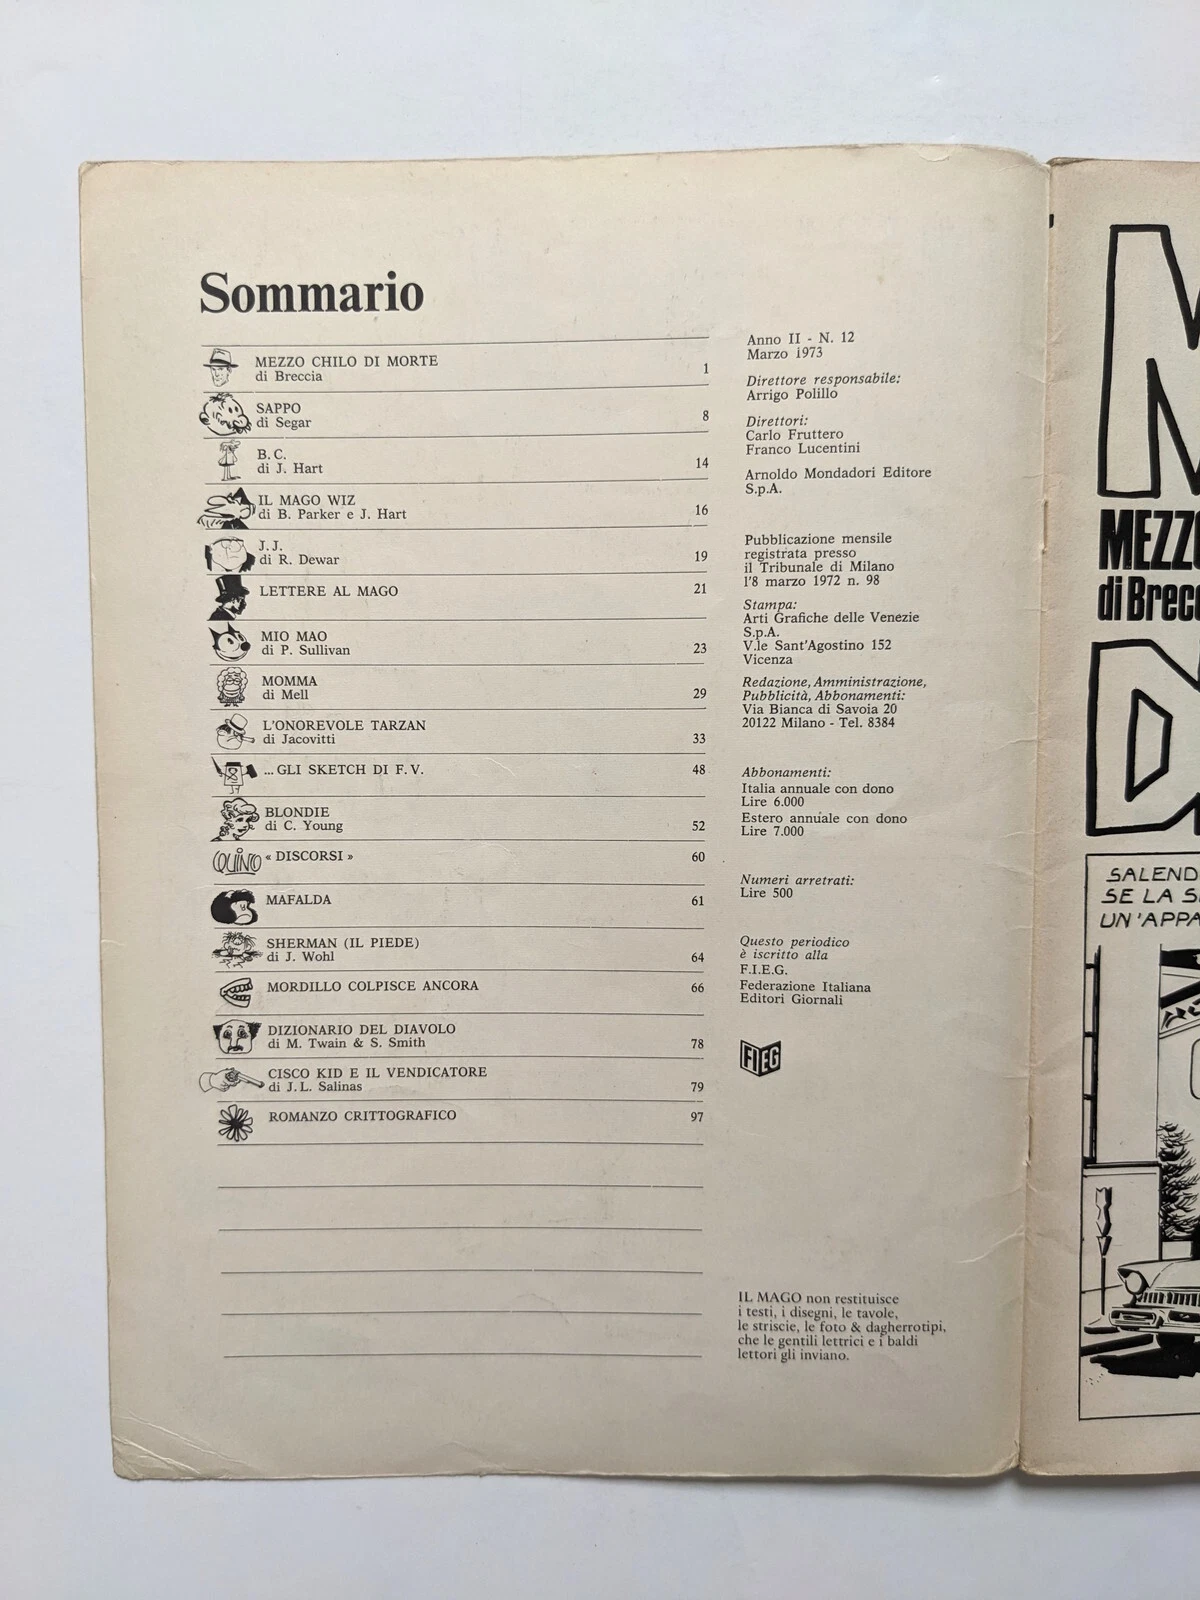 Sommario
MEZZO CHILO DI MORTE
di Breccia
1
SAPPO
di Segar
8
B.C.
di J. Hart
14
IL MAGO WIZ
di B. Parker e J. Hart
16
J.J.
di R. Dewar
19
LETTERE AL MAGO
21
MIO MAO
di P. Sullivan
23
MOMMA
di Mell
29
L'ONOREVOLE TARZAN
di Jacovitti
33
...GLI SKETCH DI F.V.
48
BLONDIE
di C. Young
52
QUINO « DISCORSI »
60
MAFALDA
61
SHERMAN (IL PIEDE)
di J. Wohl
64
MORDILLO COLPISCE ANCORA
66
DIZIONARIO DEL DIAVOLO
di M. Twain & S. Smith
78
CISCO KID E IL VENDICATORE
di J.L. Salinas
79
ROMANZO CRITTOGRAFICO
97
Anno II - N. 12
Marzo 1973
Direttore responsabile:
Arrigo Polillo
Direttori:
Carlo Fruttero
Franco Lucentini
Arnoldo Mondadori Editore
S.p.A.
Pubblicazione mensile
registrata presso
il Tribunale di Milano
l'8 marzo 1972 n. 98
Stampa:
Arti Grafiche delle Venezie
S.p.A.
V.le Sant'Agostino 152
Vicenza
Redazione, Amministrazione,
Pubblicità, Abbonamenti:
Via Bianca di Savoia 20
20122 Milano - Tel. 8384
Abbonamenti:
Italia annuale con dono
Lire 6.000
Estero annuale con dono
Lire 7.000
Numeri arretrati:
Lire 500
Questo periodico
è iscritto alla
F.I.E.G.
Federazione Italiana
Editori Giornali
FIEG
IL MAGO non restituisce
i testi, i disegni, le tavole,
le striscie, le foto & dagherrotipi,
che le gentili lettrici e i baldi
lettori gli inviano.
M
MEZZO
di Brecc
D
SALEND
SE LA S
UN'APPA